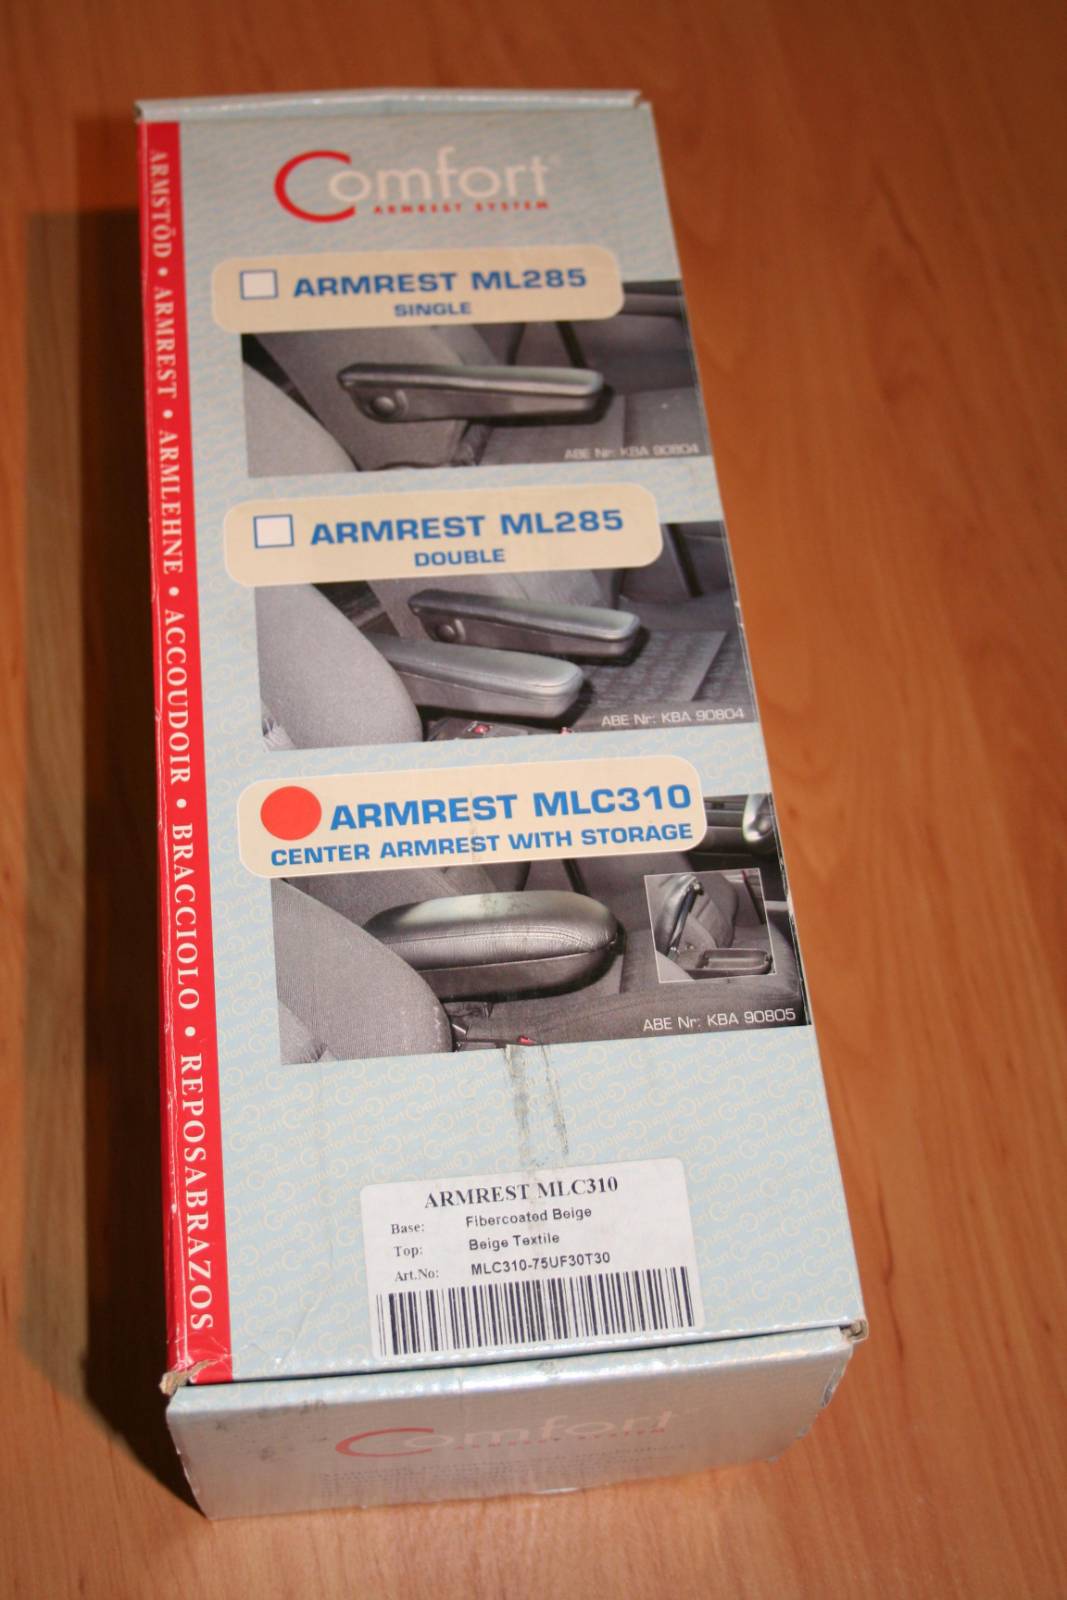 Comfort®
ARMREST SYSTEM
ARMSTÖD • ARMREST • ARMLEHNE • ACCOUDOIR • BRACCIOLO • REPOSABRAZOS
ARMREST ML285
SINGLE
ABE Nr: KBA 90804
ARMREST ML285
DOUBLE
ABE Nr: KBA 90804
ARMREST MLC310
CENTER ARMREST WITH STORAGE
ABE Nr: KBA 90805
ARMREST MLC310
Base: Fibercoated Beige
Top: Beige Textile
Art.No: MLC310-75UF30T30
Comfort
ARMREST SYSTEM